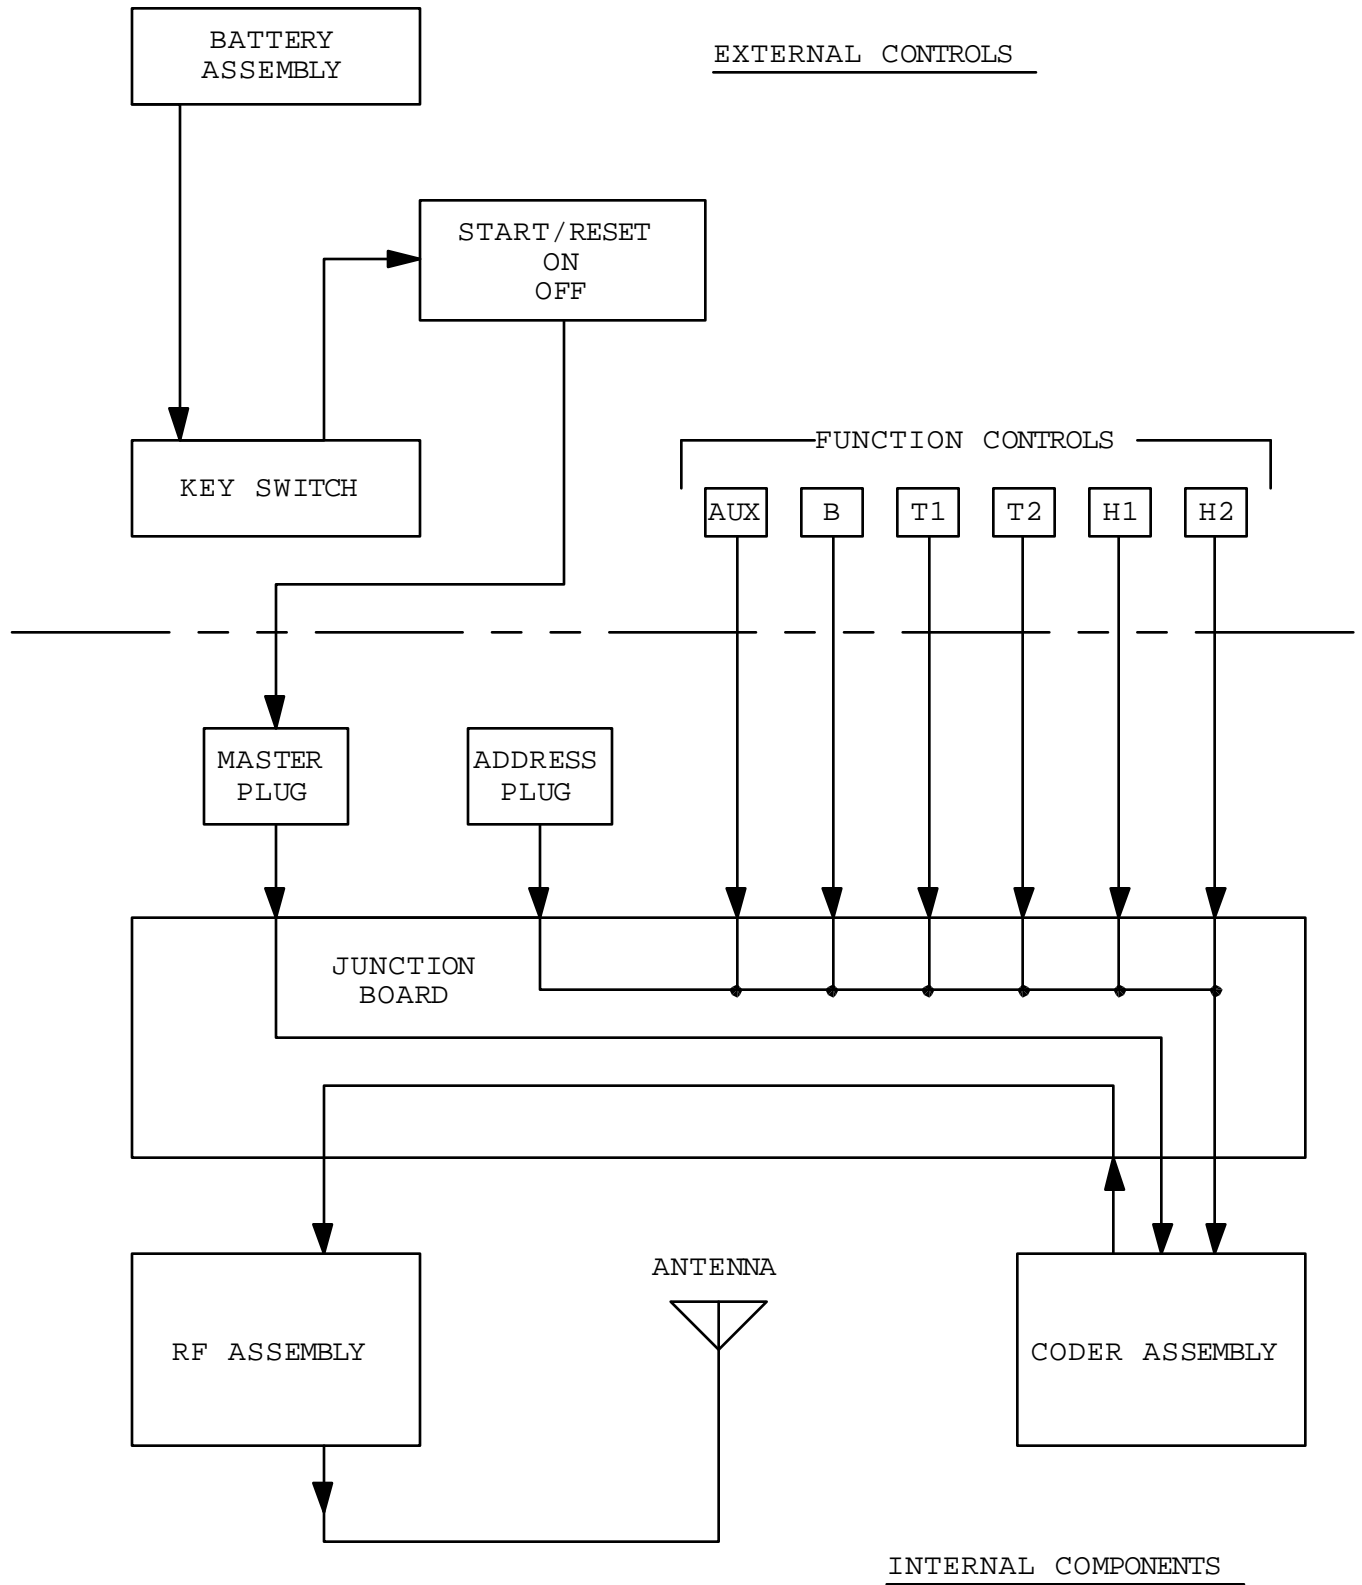 BATTERY
ASSEMBLY
EXTERNAL CONTROLS
START/RESET
ON
OFF
KEY SWITCH
FUNCTION CONTROLS
AUX B T1 T2 H1 H2
MASTER
PLUG
ADDRESS
PLUG
JUNCTION
BOARD
ANTENNA
RF ASSEMBLY
CODER ASSEMBLY
INTERNAL COMPONENTS